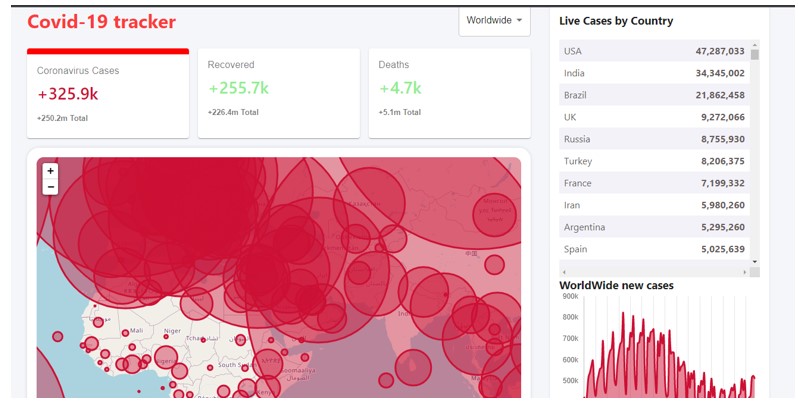 Covid-19 tracker
Worldwide
Coronavirus Cases
+325.9k
+250.2m Total
Recovered
+255.7k
+226.4m Total
Deaths
+4.7k
+5.1m Total
+
−
Mali
Niger
中国
Live Cases by Country
USA 47,287,033
India 34,345,002
Brazil 21,862,458
UK 9,272,066
Russia 8,755,930
Turkey 8,206,375
France 7,199,332
Iran 5,980,260
Argentina 5,295,260
Spain 5,025,639
WorldWide new cases
900k
800k
700k
600k
500k